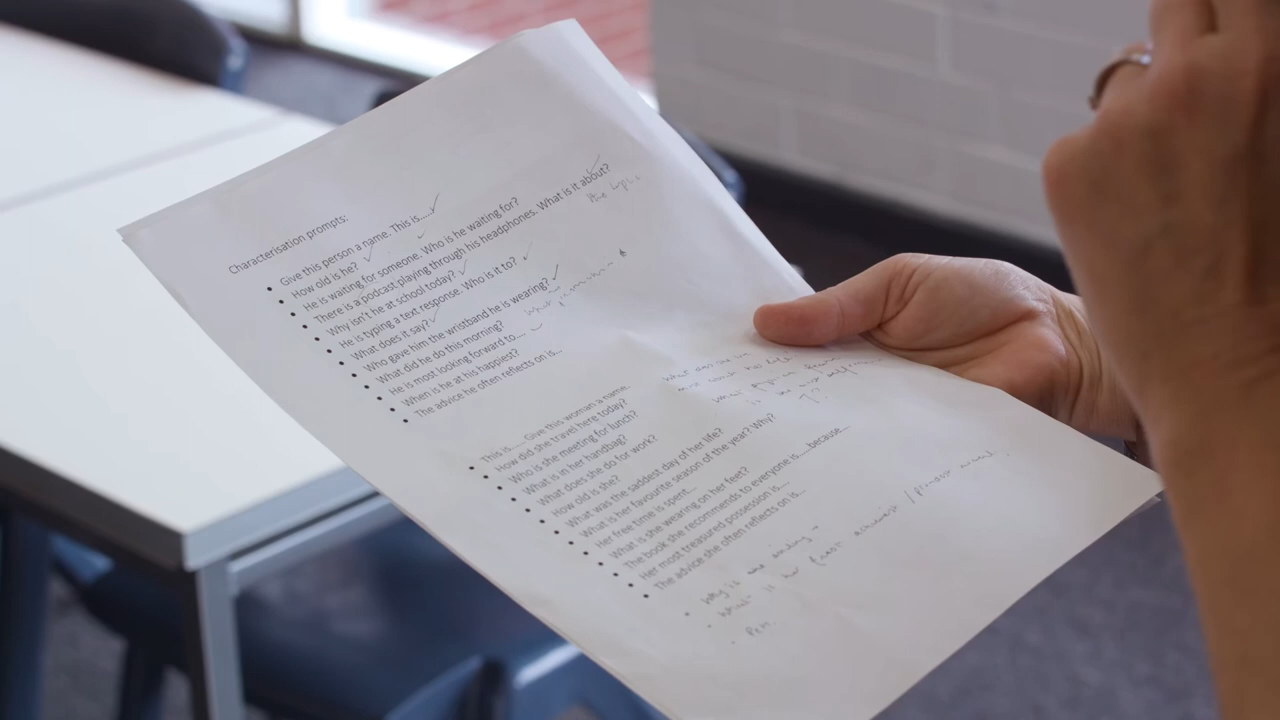 Characterisation prompts:
• Give this person a name. This is.... ✓
• How old is he? ✓
• He is waiting for someone. Who is he waiting for?
• There is a podcast playing through his headphones. What is it about?
• Why isn't he at school today? ✓
• He is typing a text response. Who is it to? ✓
• What does it say? ✓
• Who gave him the wristband he is wearing? ✓
• What did he do this morning?
• He is most looking forward to....
• When is he at his happiest?
• The advice he often reflects on is...
what does she
• This is.... Give this woman a name.
• How did she travel here today?
• Who is she meeting for lunch?
• What is in her handbag?
• What does she do for work?
• How old is she?
• What was the saddest day of her life?
• What is her favourite season of the year? Why?
• Her free time is spent...
• What is she wearing on her feet?
• The book she recommends to everyone is....because...
• Her most treasured possession is...
• The advice she often reflects on is...
• What is her